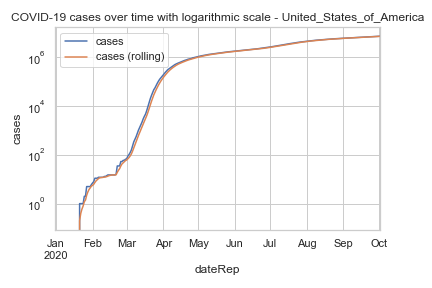 COVID-19 cases over time with logarithmic scale - United_States_of_America
cases
cases (rolling)
10^6
10^4
10^2
10^0
cases
Jan Feb Mar Apr May Jun Jul Aug Sep Oct
2020
dateRep